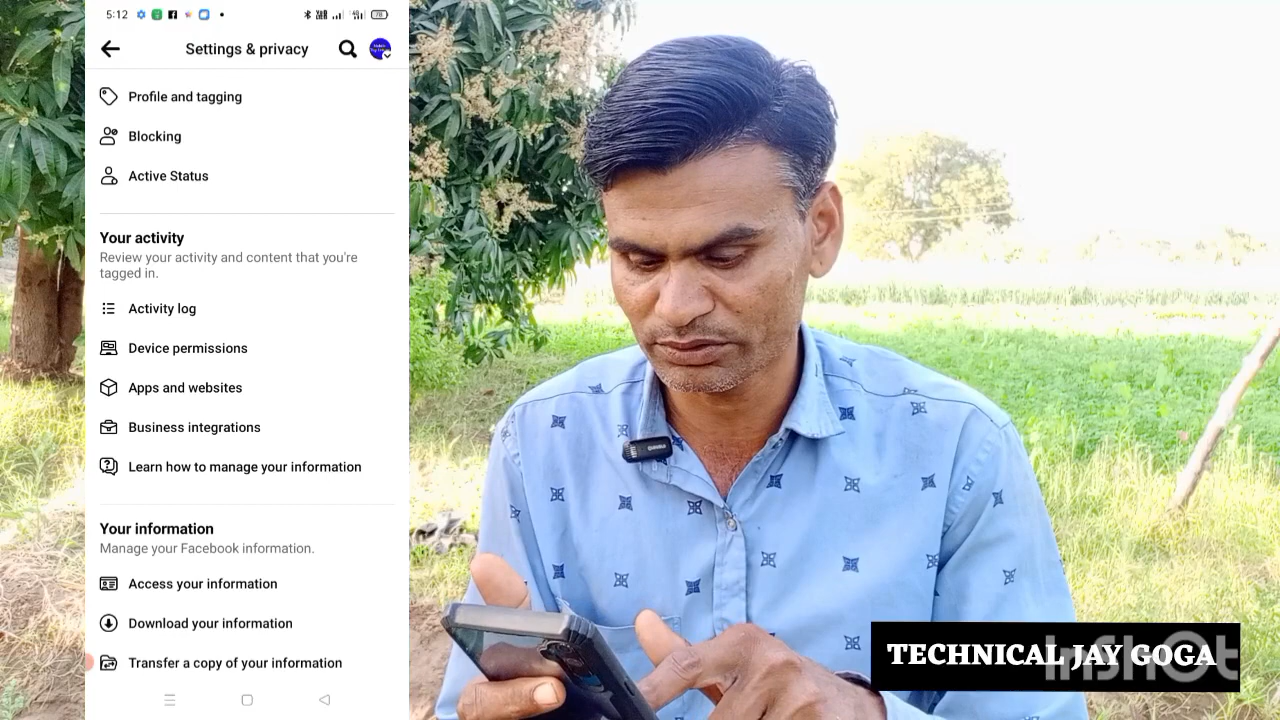 5:12
Settings & privacy
Profile and tagging
Blocking
Active Status
Your activity
Review your activity and content that you're
tagged in.
Activity log
Device permissions
Apps and websites
Business integrations
Learn how to manage your information
Your information
Manage your Facebook information.
Access your information
Download your information
Transfer a copy of your information
TECHNICAL JAY GOGA
InShOt